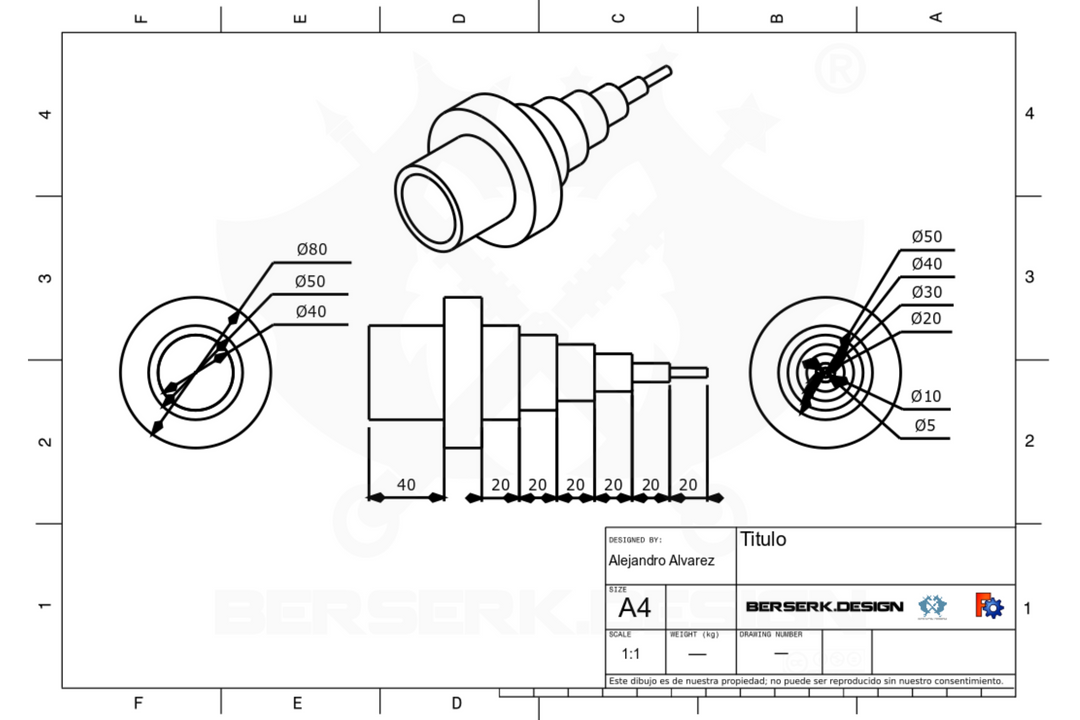 F E D C B A
®
4 4
3 3
2 2
1 1
Ø80
Ø50
Ø40
Ø50
Ø40
Ø30
Ø20
Ø10
Ø5
40 20 20 20 20 20 20
DESIGNED BY:
Alejandro Alvarez
Titulo
SIZE
A4
BERSERK.DESIGN
SCALE
1:1
WEIGHT (kg)
—
DRAWING NUMBER
—
Este dibujo es de nuestra propiedad; no puede ser reproducido sin nuestro consentimiento.
BERSERK.DESIGN
F E D